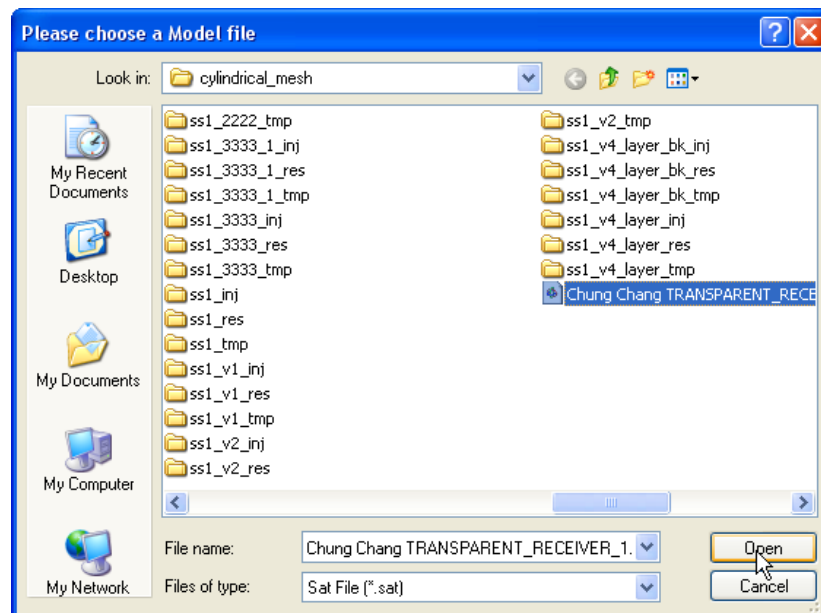 Please choose a Model file
Look in:
cylindrical_mesh
My Recent
Documents
Desktop
My Documents
My Computer
My Network
ss1_2222_tmp
ss1_3333_1_inj
ss1_3333_1_res
ss1_3333_1_tmp
ss1_3333_inj
ss1_3333_res
ss1_3333_tmp
ss1_inj
ss1_res
ss1_tmp
ss1_v1_inj
ss1_v1_res
ss1_v1_tmp
ss1_v2_inj
ss1_v2_res
ss1_v2_tmp
ss1_v4_layer_bk_inj
ss1_v4_layer_bk_res
ss1_v4_layer_bk_tmp
ss1_v4_layer_inj
ss1_v4_layer_res
ss1_v4_layer_tmp
Chung Chang TRANSPARENT_RECE
File name:
Chung Chang TRANSPARENT_RECEIVER_1.
Open
Files of type:
Sat File (*.sat)
Cancel